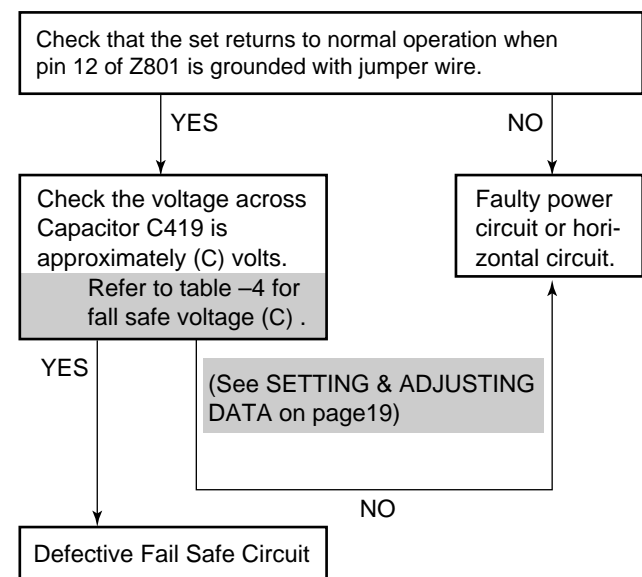 Check that the set returns to normal operation when
pin 12 of Z801 is grounded with jumper wire.
YES
NO
Check the voltage across
Capacitor C419 is
approximately (C) volts.
Refer to table –4 for
fall safe voltage (C) .
Faulty power
circuit or hori-
zontal circuit.
YES
(See SETTING & ADJUSTING
DATA on page19)
NO
Defective Fail Safe Circuit